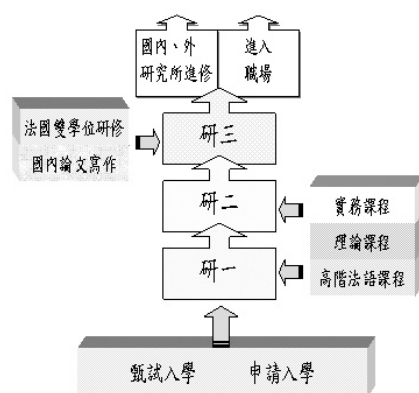 國內、外
研究所進修
進入
職場
法國雙學位研修
國內論文寫作
研三
研二
實務課程
理論課程
高階法語課程
研一
甄試入學 申請入學